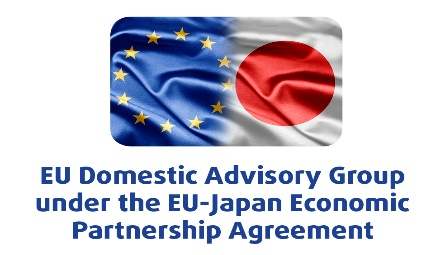 EU Domestic Advisory Group
under the EU-Japan Economic
Partnership Agreement